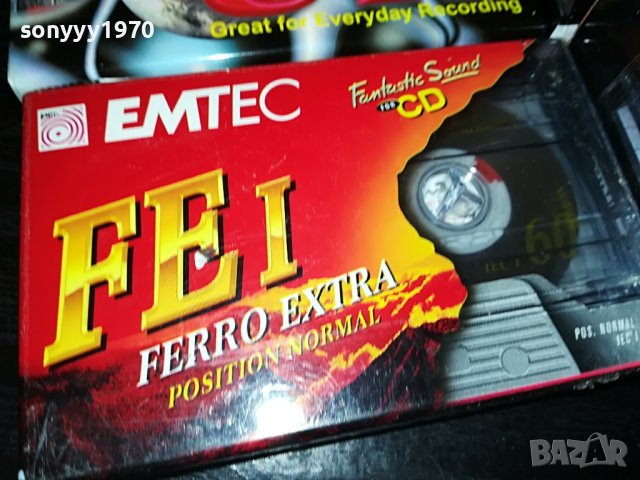 sonyyy1970
Great for Everyday Recording
EMTEC
Fantastic Sound
CD
FE I
60
IEC I
FERRO EXTRA
POSITION NORMAL
POS. NORMAL
IEC I
BAZAR
bg